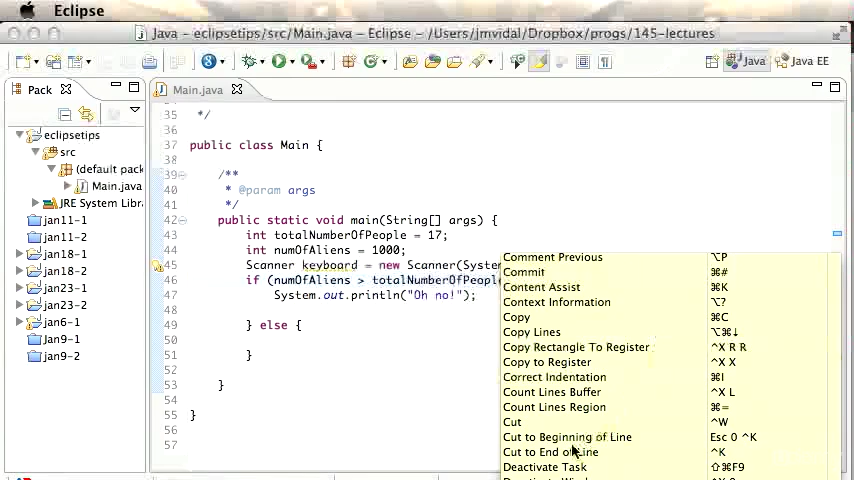 Eclipse
Java - eclipsetips/src/Main.java - Eclipse - /Users/jmvidal/Dropbox/progs/145-lectures
Java
Java EE
Pack
Main.java
eclipsetips
src
(default pack
Main.java
JRE System Libra
jan11-1
jan11-2
jan18-1
jan18-2
jan23-1
jan23-2
jan6-1
Jan9-1
jan9-2
35 */
36
37 public class Main {
38
39 /**
40 * @param args
41 */
42 public static void main(String[] args) {
43 int totalNumberOfPeople = 17;
44 int numOfAliens = 1000;
45 Scanner keyboard = new Scanner(System
46 if (numOfAliens > totalNumberOfPeople
47 System.out.println("Oh no!");
48
49 } else {
50
51 }
52
53 }
54
55 }
56
57
Comment Previous ⌥P
Commit ⌘#
Content Assist ⌘K
Context Information ⌥?
Copy ⌘C
Copy Lines ⌥⌘↓
Copy Rectangle To Register ^X R R
Copy to Register ^X X
Correct Indentation ⌘I
Count Lines Buffer ^X L
Count Lines Region ⌘=
Cut ^W
Cut to Beginning of Line Esc 0 ^K
Cut to End of Line ^K
Deactivate Task ⇧⌘F9